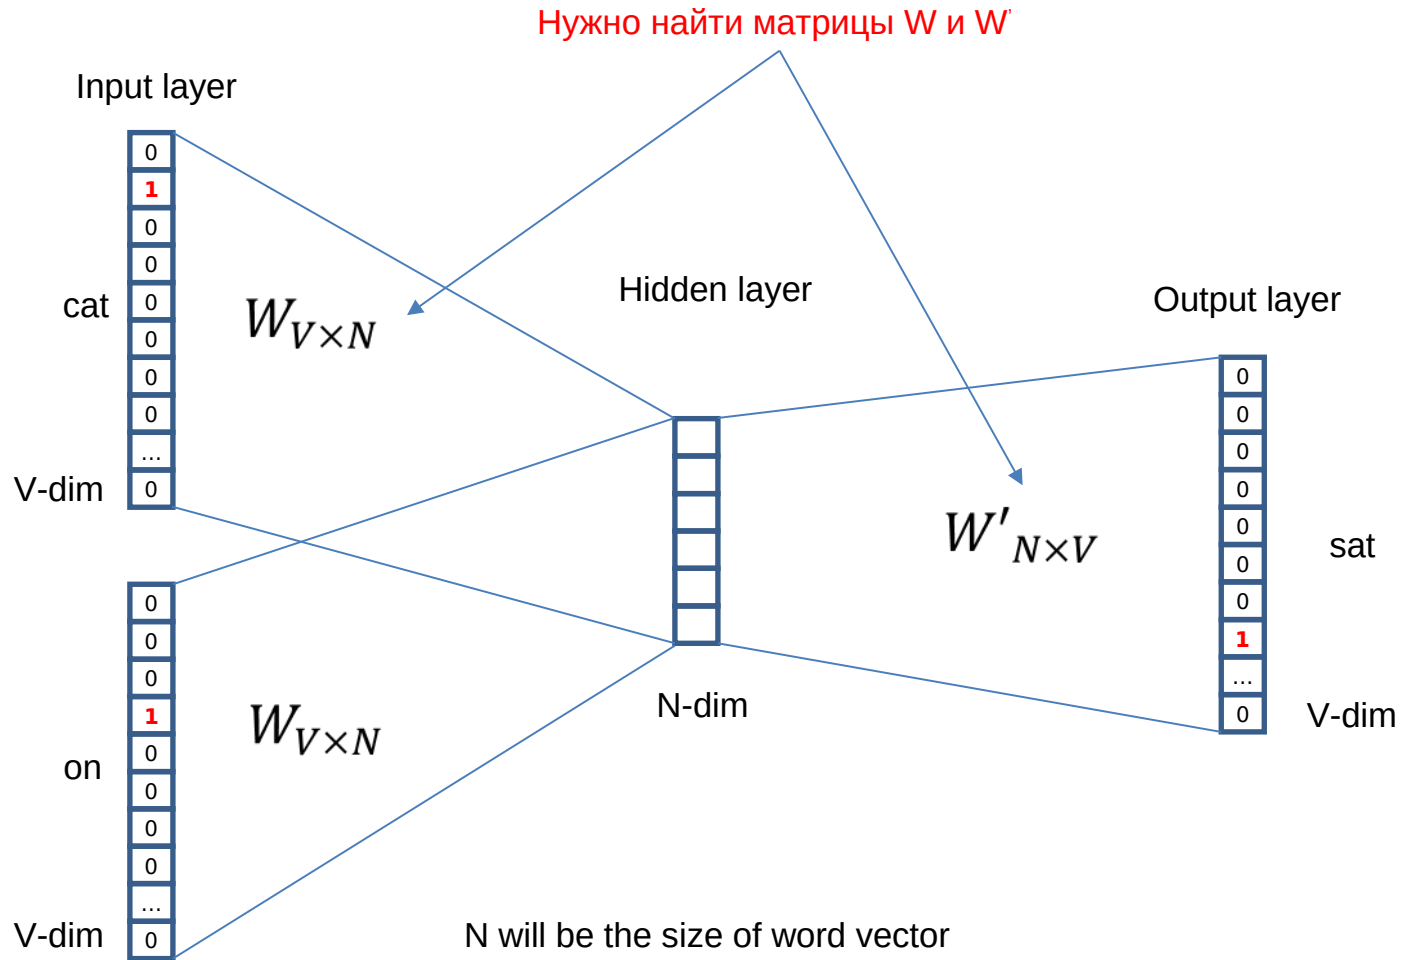 Нужно найти матрицы W и W'
Input layer
0
1
0
0
0
0
0
0
...
0
cat
V-dim
W_{V×N}
Hidden layer
Output layer
0
0
0
0
0
0
0
1
...
0
sat
V-dim
W'_{N×V}
N-dim
0
0
0
1
0
0
0
0
...
0
on
V-dim
W_{V×N}
N will be the size of word vector